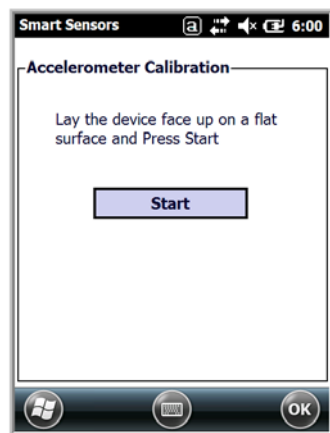 Smart Sensors a 6:00
Accelerometer Calibration
Lay the device face up on a flat
surface and Press Start
Start
OK